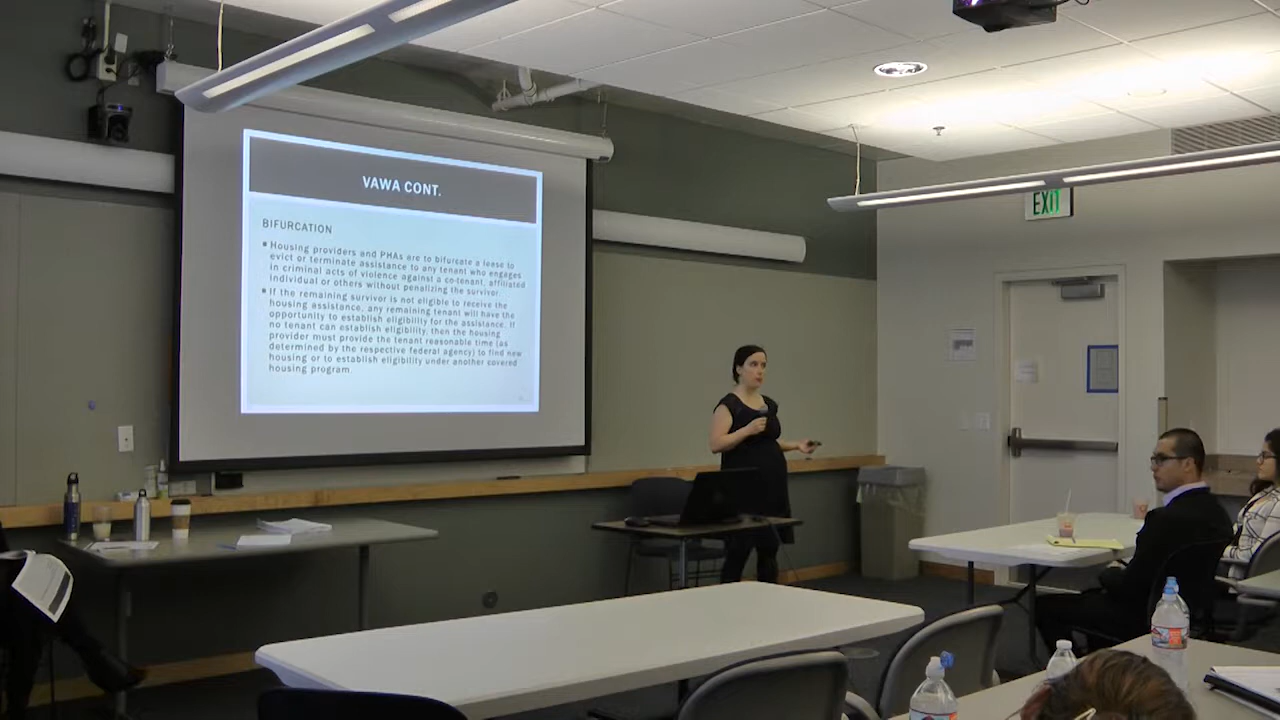 VAWA CONT.
BIFURCATION
▪ Housing providers and PHAs are to bifurcate a lease to
evict or terminate assistance to any tenant who engages
in criminal acts of violence against a co-tenant, affiliated
individual or others without penalizing the survivor.
▪ If the remaining survivor is not eligible to receive the
housing assistance, any remaining tenant will have the
opportunity to establish eligibility for the assistance. If
no tenant can establish eligibility, then the housing
provider must provide the tenant reasonable time (as
determined by the respective federal agency) to find new
housing or to establish eligibility under another covered
housing program.
EXIT